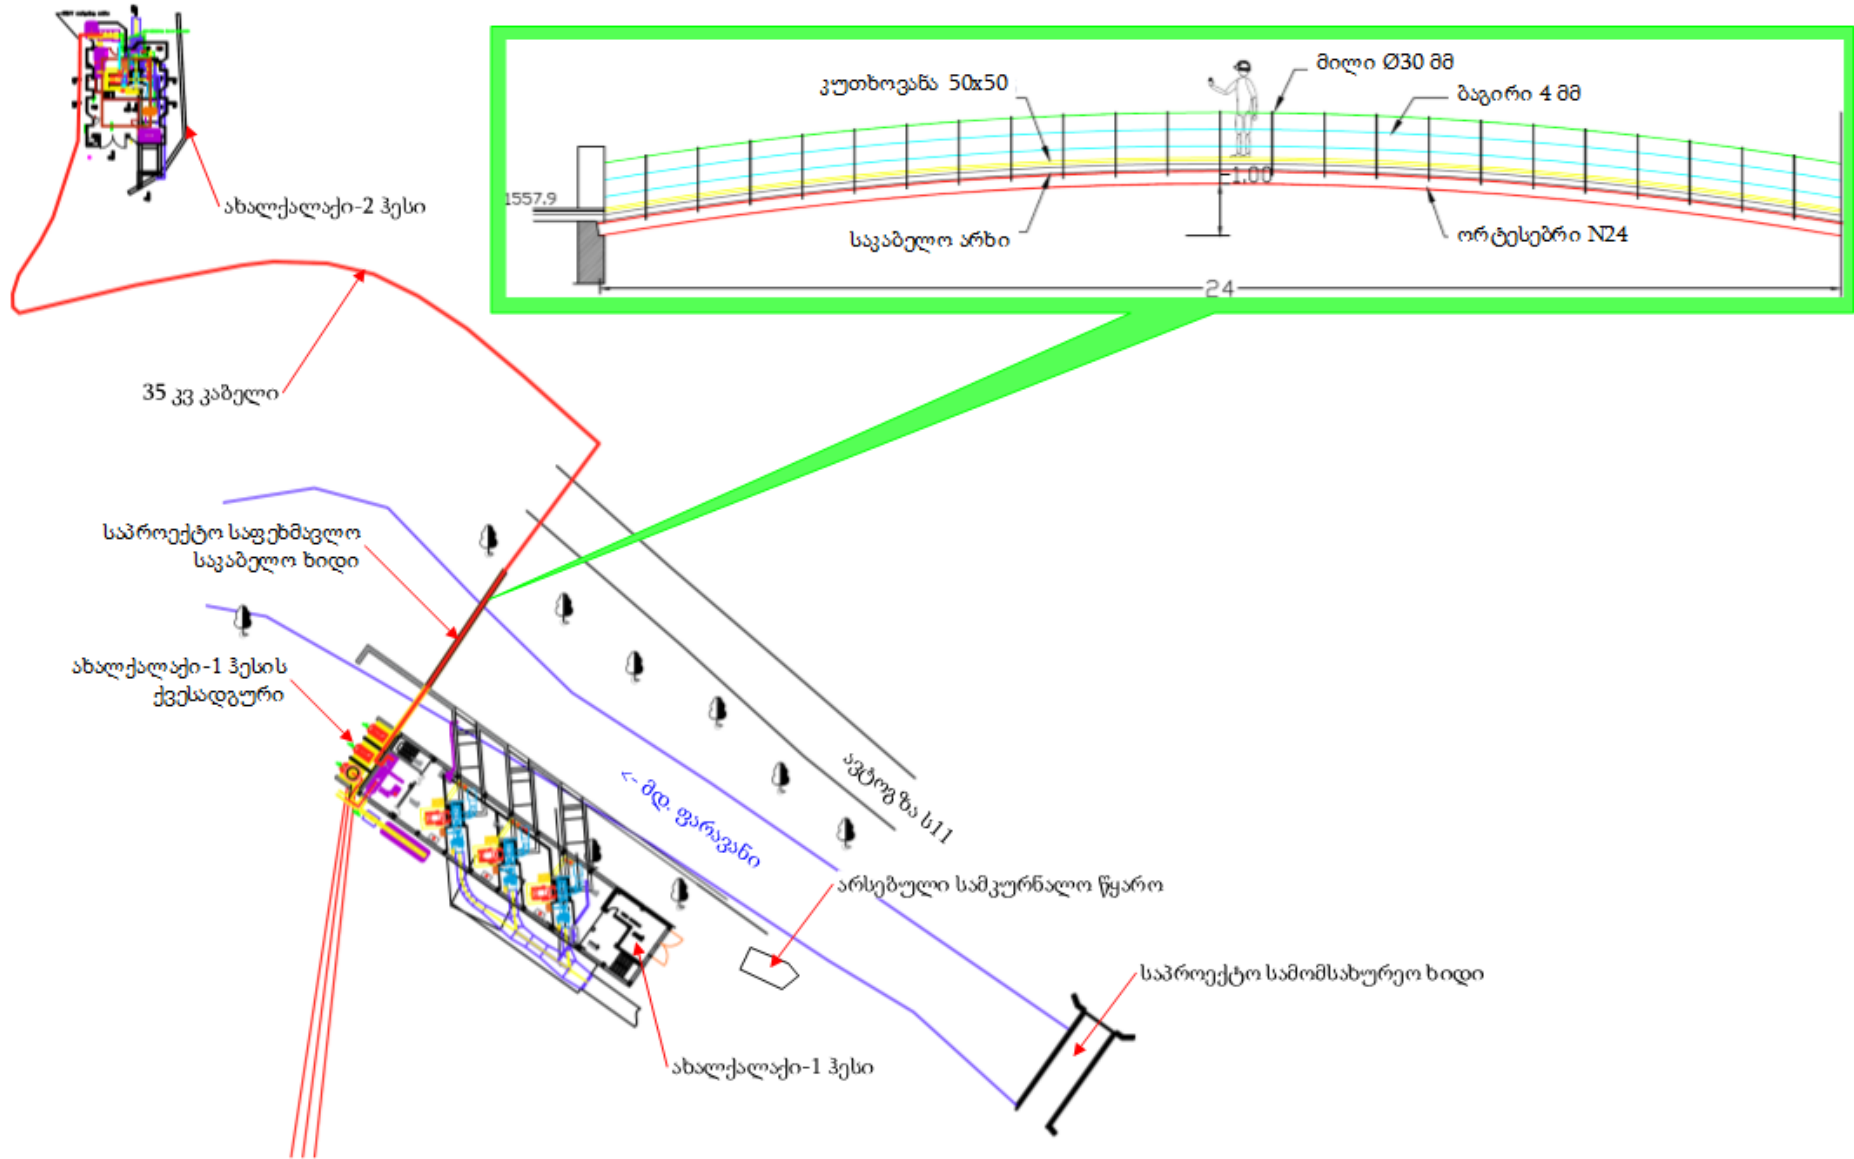 მილი Ø30 მმ
კუთხოვანა 50x50
ბაგირი 4 მმ
1.00
1557.9
ახალქალაქი-2 ჰესი
საკაბელო არხი
ორტესებრი N24
24
35 კვ კაბელი
საპროექტო საფეხმავლო
საკაბელო ხიდი
ახალქალაქი-1 ჰესის
ქვესადგური
<- მდ. ფარავანი
ავტოგზა ს11
არსებული სამკურნალო წყარო
საპროექტო სამომსახურეო ხიდი
ახალქალაქი-1 ჰესი